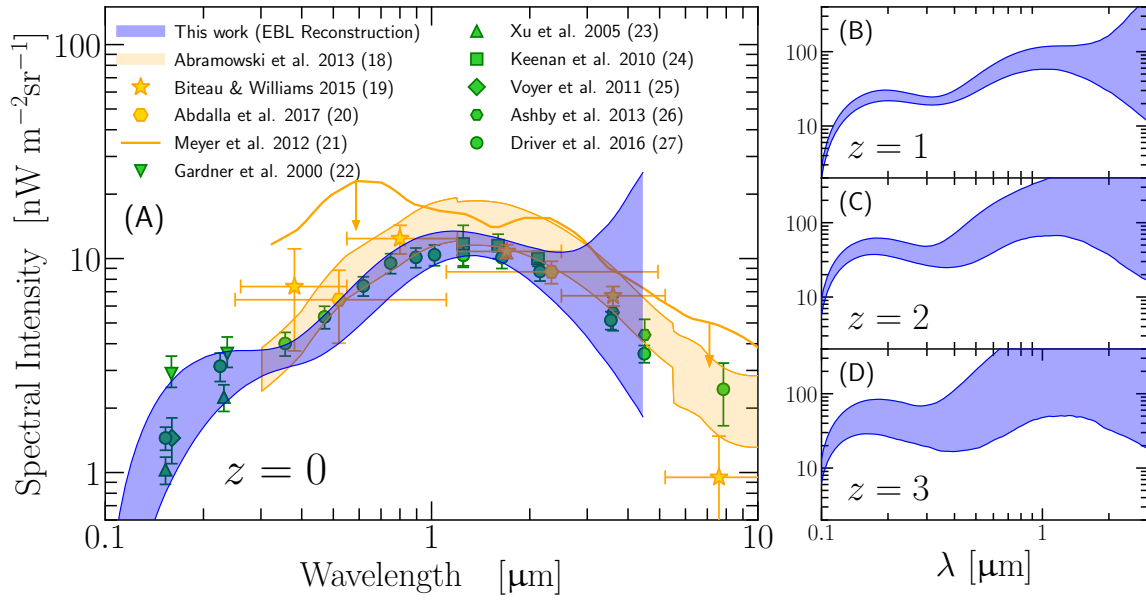 This work (EBL Reconstruction)
Abramowski et al. 2013 (18)
Biteau & Williams 2015 (19)
Abdalla et al. 2017 (20)
Meyer et al. 2012 (21)
Gardner et al. 2000 (22)
Xu et al. 2005 (23)
Keenan et al. 2010 (24)
Voyer et al. 2011 (25)
Ashby et al. 2013 (26)
Driver et al. 2016 (27)
Spectral Intensity [nW m⁻²sr⁻¹]
100
10
1
(A)
z = 0
0.1 1 10
Wavelength [μm]
(B)
100
10
z = 1
(C)
100
10
z = 2
(D)
100
10
z = 3
0.1 1
λ [μm]